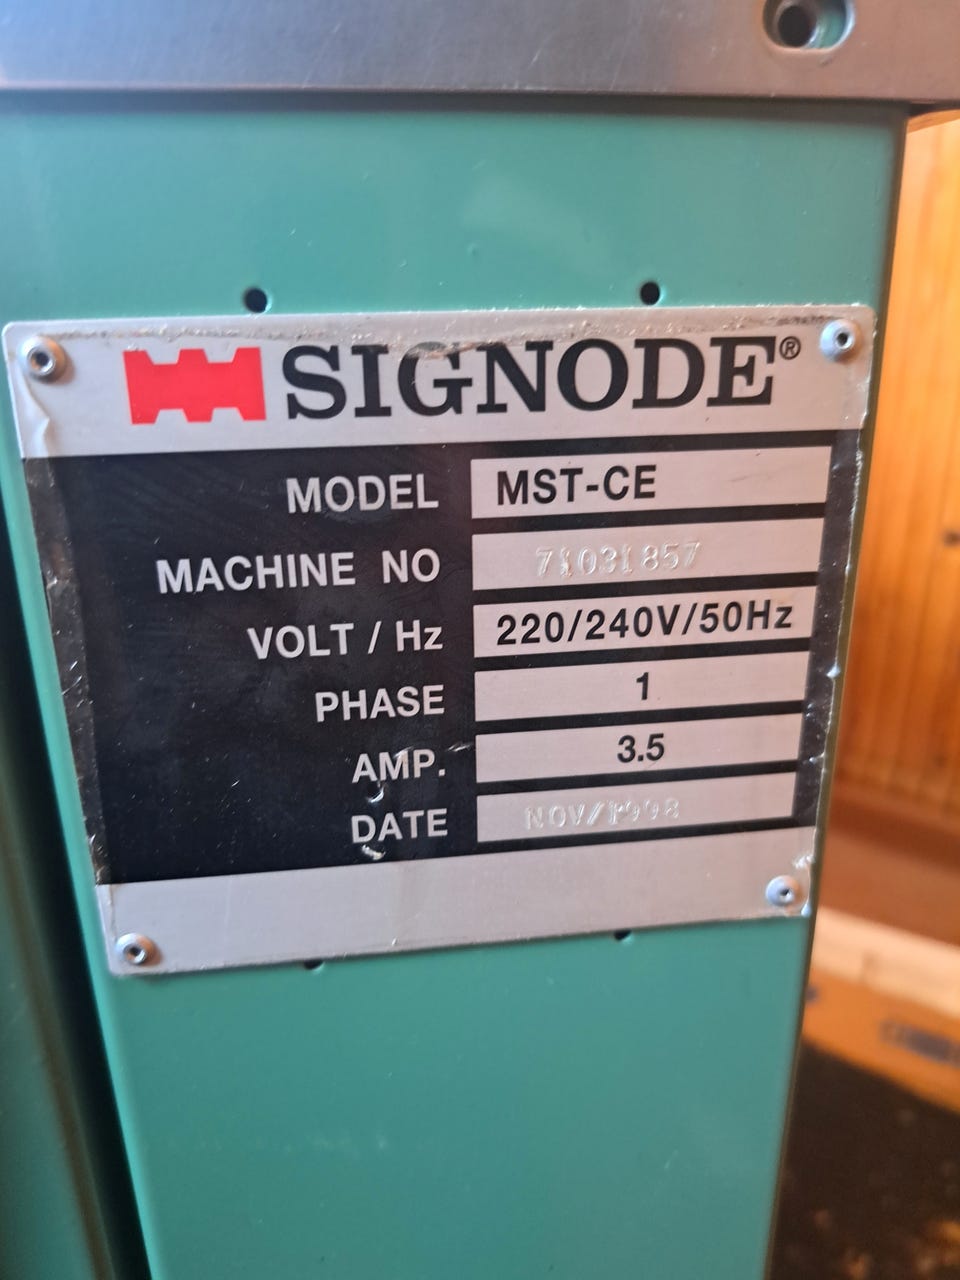 SIGNODE®
MODEL MST-CE
MACHINE NO 71031857
VOLT / Hz 220/240V/50Hz
PHASE 1
AMP. 3.5
DATE NOV/1998